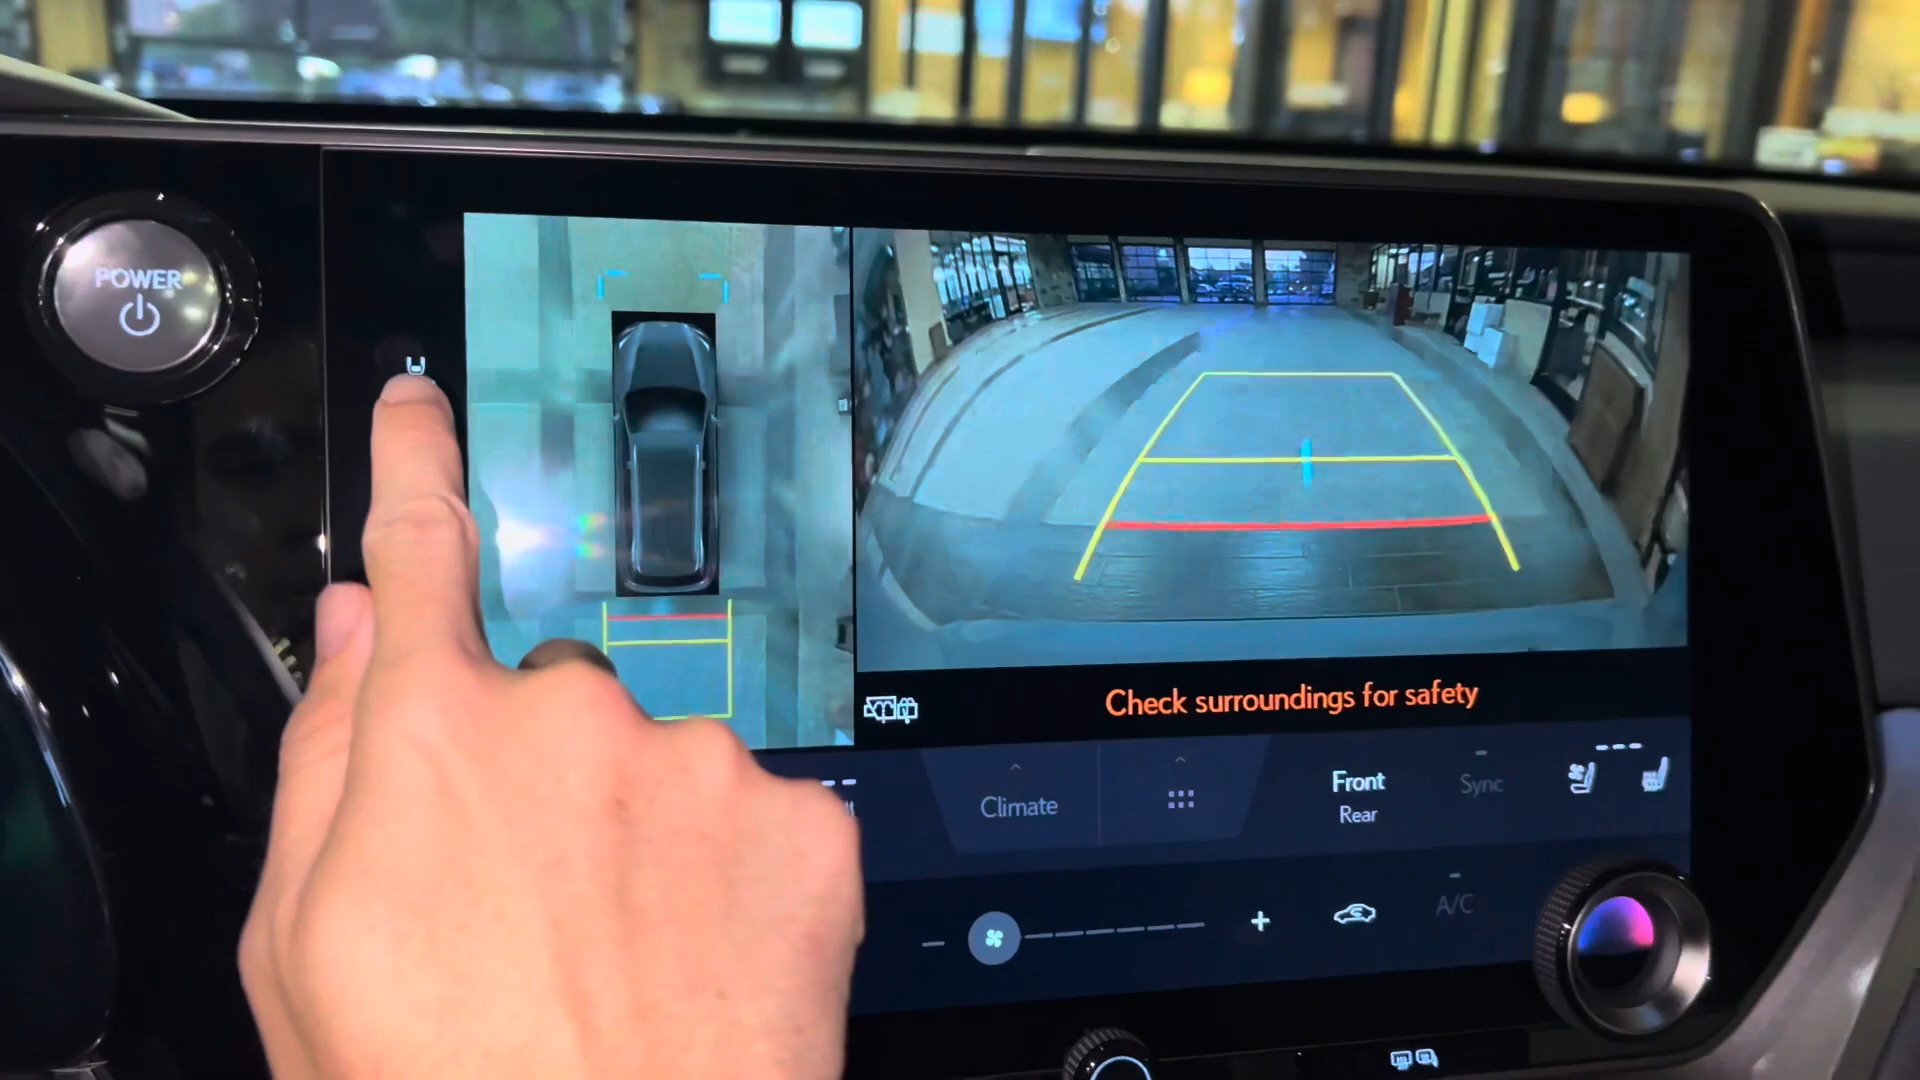 POWER
Check surroundings for safety
Climate
Front
Rear
Sync
A/C